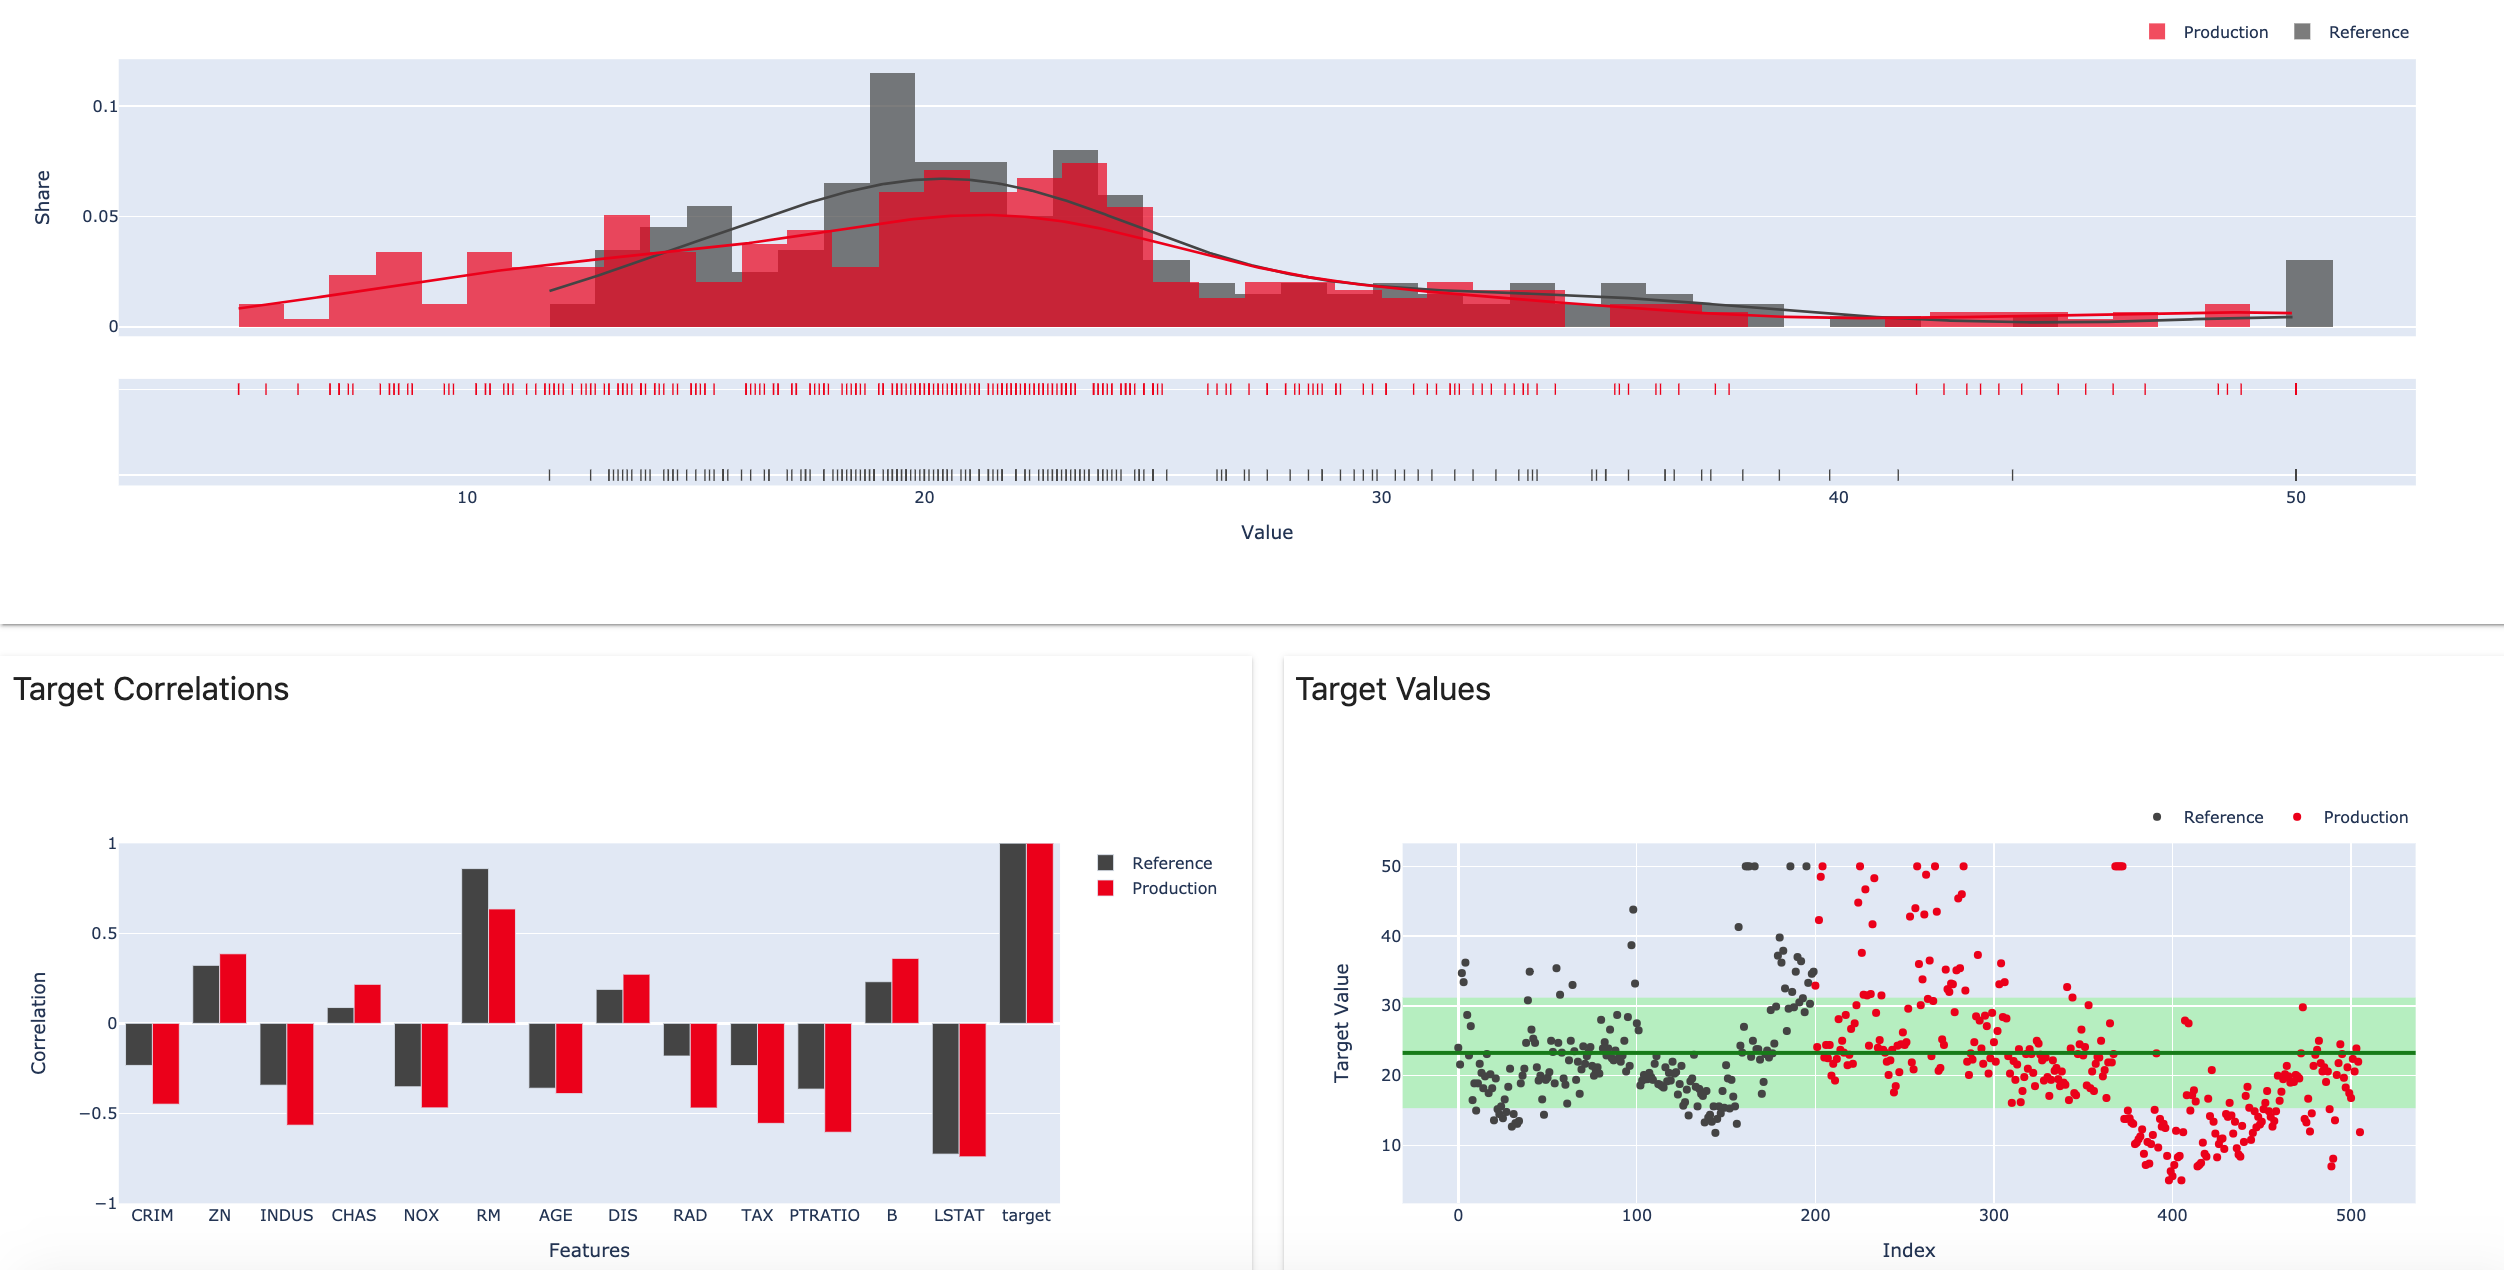 Production Reference
0.1
0.05
0
Share
10 20 30 40 50
Value
Target Correlations
1
0.5
0
−0.5
−1
Correlation
Reference
Production
CRIM ZN INDUS CHAS NOX RM AGE DIS RAD TAX PTRATIO B LSTAT target
Features
Target Values
Reference Production
50
40
30
20
10
Target Value
0 100 200 300 400 500
Index